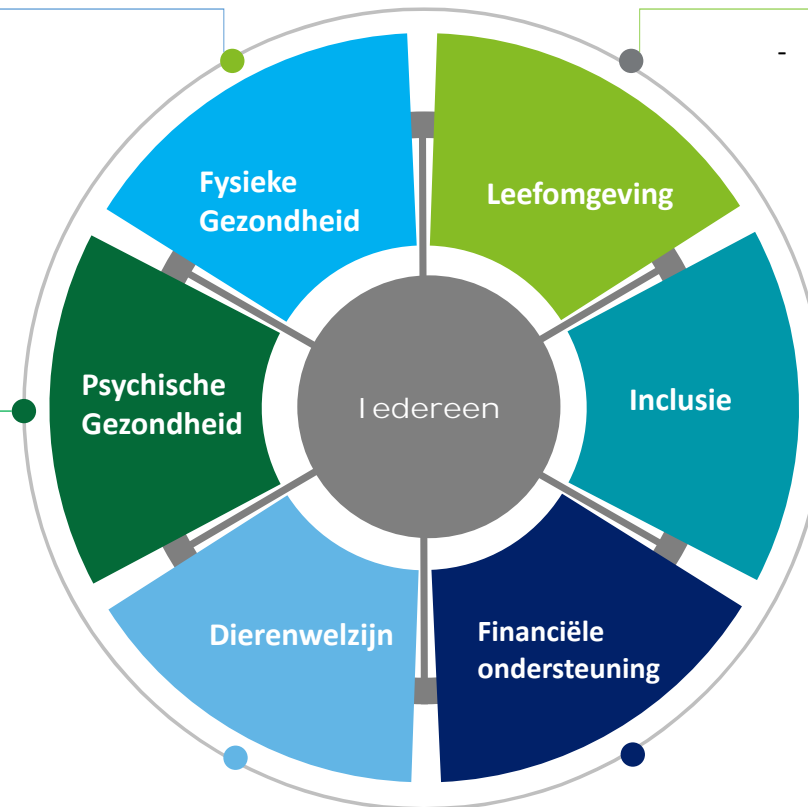 -
Fysieke
Gezondheid
Leefomgeving
Psychische
Gezondheid
Iedereen
Inclusie
Dierenwelzijn
Financiële
ondersteuning